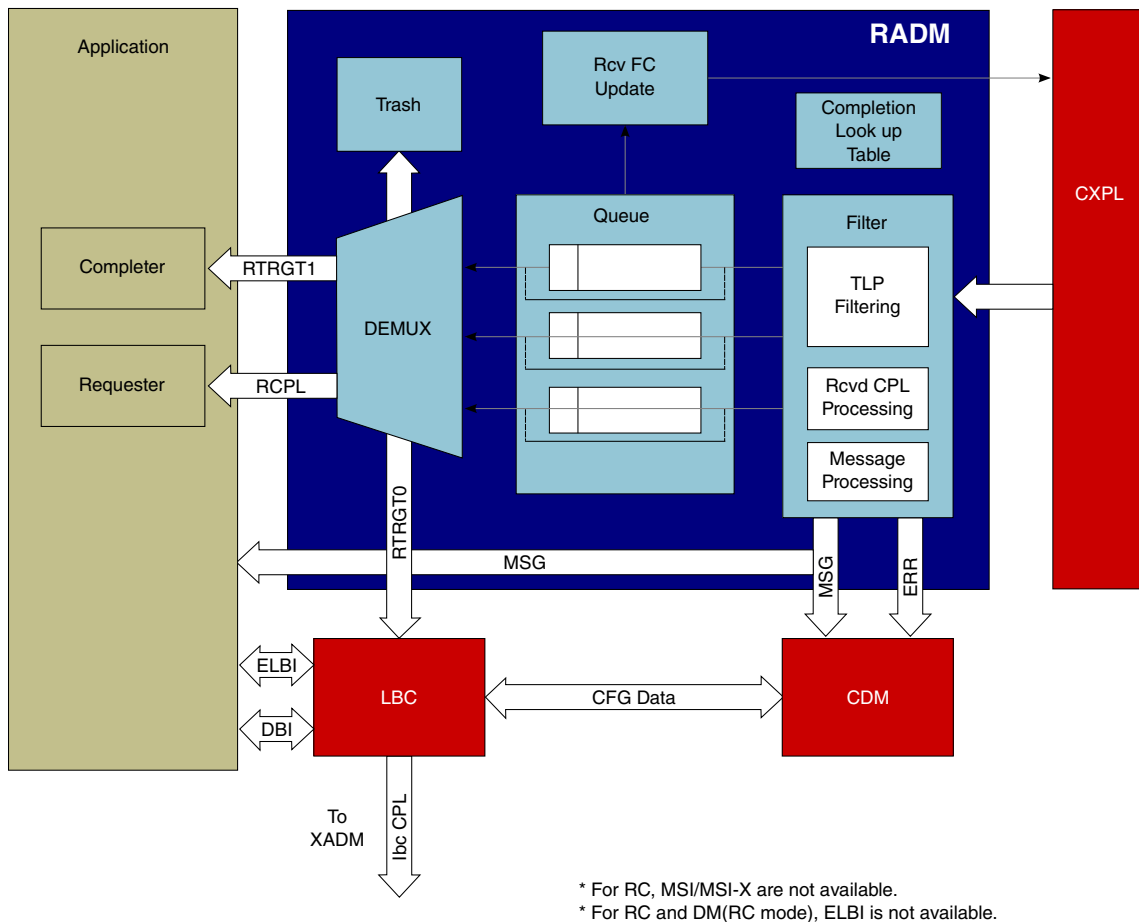 Application
RADM
Rcv FC
Update
Trash
Completion
Look up
Table
CXPL
Queue
Filter
Completer
RTRGT1
TLP
Filtering
DEMUX
Requester
RCPL
Rcvd CPL
Processing
Message
Processing
RTRGT0
MSG
MSG
ERR
ELBI
LBC
CFG Data
CDM
DBI
To
XADM
lbc CPL
* For RC, MSI/MSI-X are not available.
* For RC and DM(RC mode), ELBI is not available.